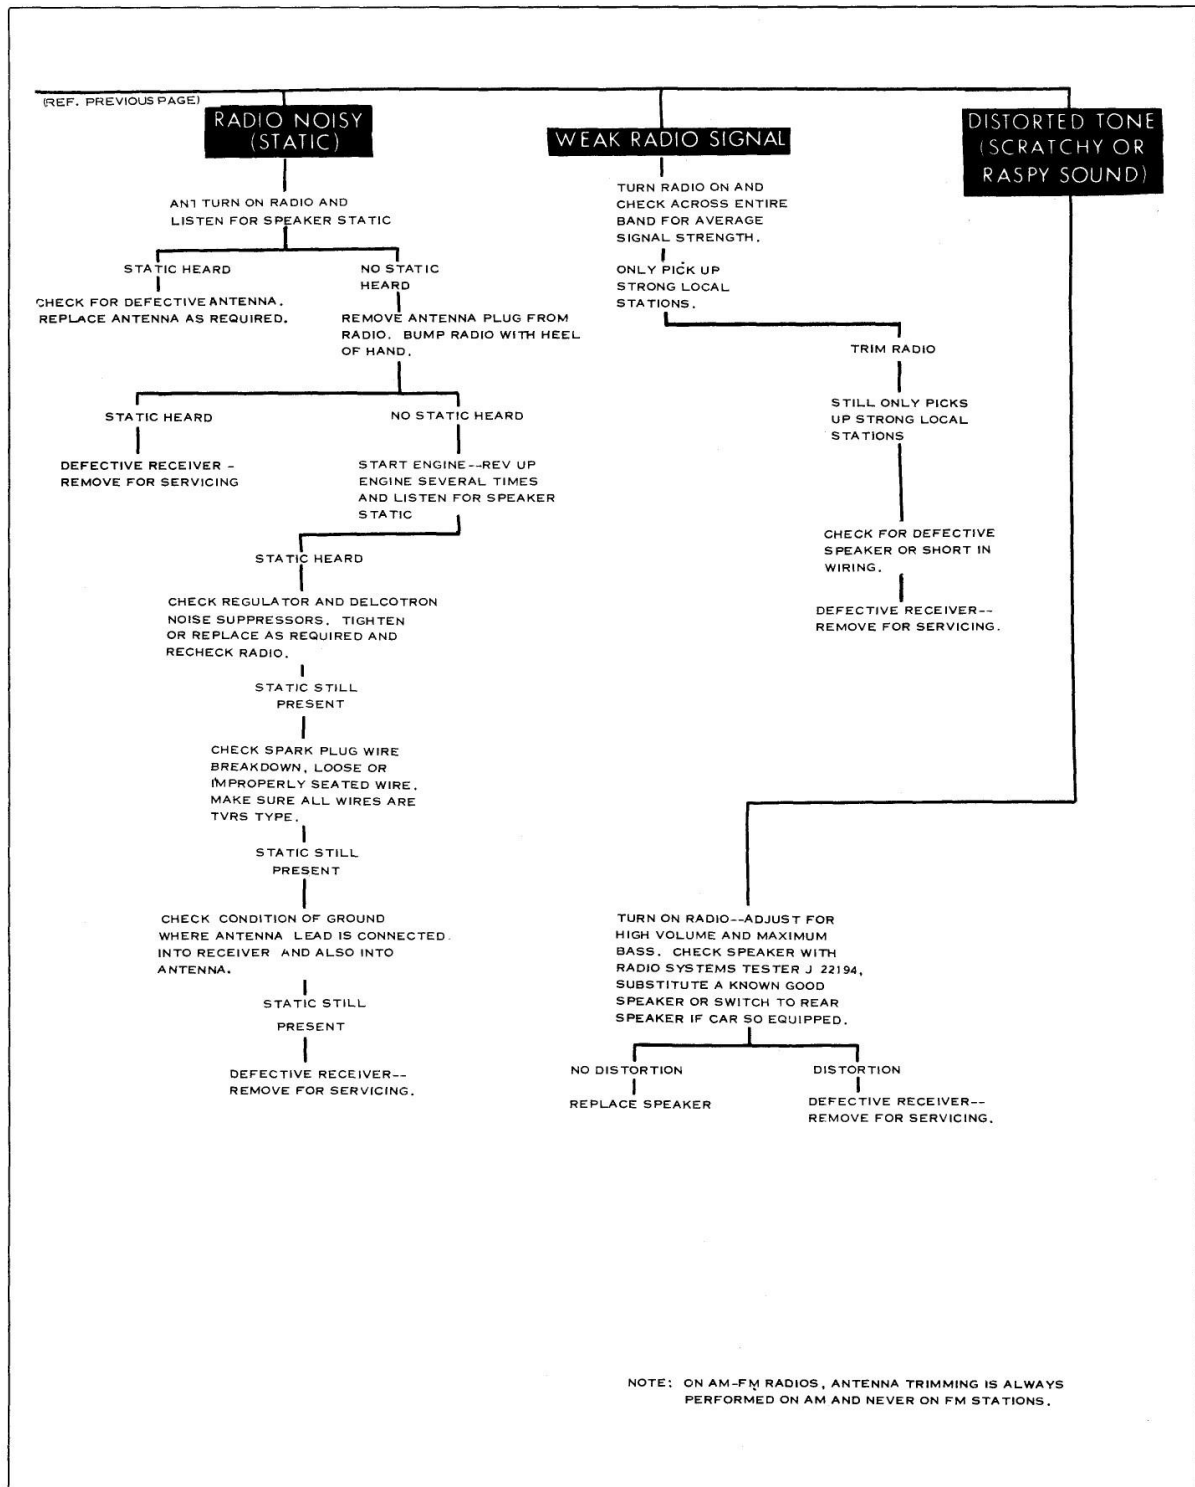 (REF. PREVIOUS PAGE)
RADIO NOISY
(STATIC)
ANT TURN ON RADIO AND
LISTEN FOR SPEAKER STATIC
STATIC HEARD
CHECK FOR DEFECTIVE ANTENNA.
REPLACE ANTENNA AS REQUIRED.
NO STATIC
HEARD
REMOVE ANTENNA PLUG FROM
RADIO. BUMP RADIO WITH HEEL
OF HAND.
STATIC HEARD
DEFECTIVE RECEIVER -
REMOVE FOR SERVICING
NO STATIC HEARD
START ENGINE--REV UP
ENGINE SEVERAL TIMES
AND LISTEN FOR SPEAKER
STATIC
STATIC HEARD
CHECK REGULATOR AND DELCOTRON
NOISE SUPPRESSORS. TIGHTEN
OR REPLACE AS REQUIRED AND
RECHECK RADIO.
STATIC STILL
PRESENT
CHECK SPARK PLUG WIRE
BREAKDOWN, LOOSE OR
IMPROPERLY SEATED WIRE.
MAKE SURE ALL WIRES ARE
TVRS TYPE.
STATIC STILL
PRESENT
CHECK CONDITION OF GROUND
WHERE ANTENNA LEAD IS CONNECTED
INTO RECEIVER AND ALSO INTO
ANTENNA.
STATIC STILL
PRESENT
DEFECTIVE RECEIVER--
REMOVE FOR SERVICING.
WEAK RADIO SIGNAL
TURN RADIO ON AND
CHECK ACROSS ENTIRE
BAND FOR AVERAGE
SIGNAL STRENGTH.
ONLY PICK UP
STRONG LOCAL
STATIONS.
TRIM RADIO
STILL ONLY PICKS
UP STRONG LOCAL
STATIONS
CHECK FOR DEFECTIVE
SPEAKER OR SHORT IN
WIRING.
DEFECTIVE RECEIVER--
REMOVE FOR SERVICING.
DISTORTED TONE
(SCRATCHY OR
RASPY SOUND)
TURN ON RADIO--ADJUST FOR
HIGH VOLUME AND MAXIMUM
BASS. CHECK SPEAKER WITH
RADIO SYSTEMS TESTER J 22194,
SUBSTITUTE A KNOWN GOOD
SPEAKER OR SWITCH TO REAR
SPEAKER IF CAR SO EQUIPPED.
NO DISTORTION
REPLACE SPEAKER
DISTORTION
DEFECTIVE RECEIVER--
REMOVE FOR SERVICING.
NOTE: ON AM-FM RADIOS, ANTENNA TRIMMING IS ALWAYS
PERFORMED ON AM AND NEVER ON FM STATIONS.